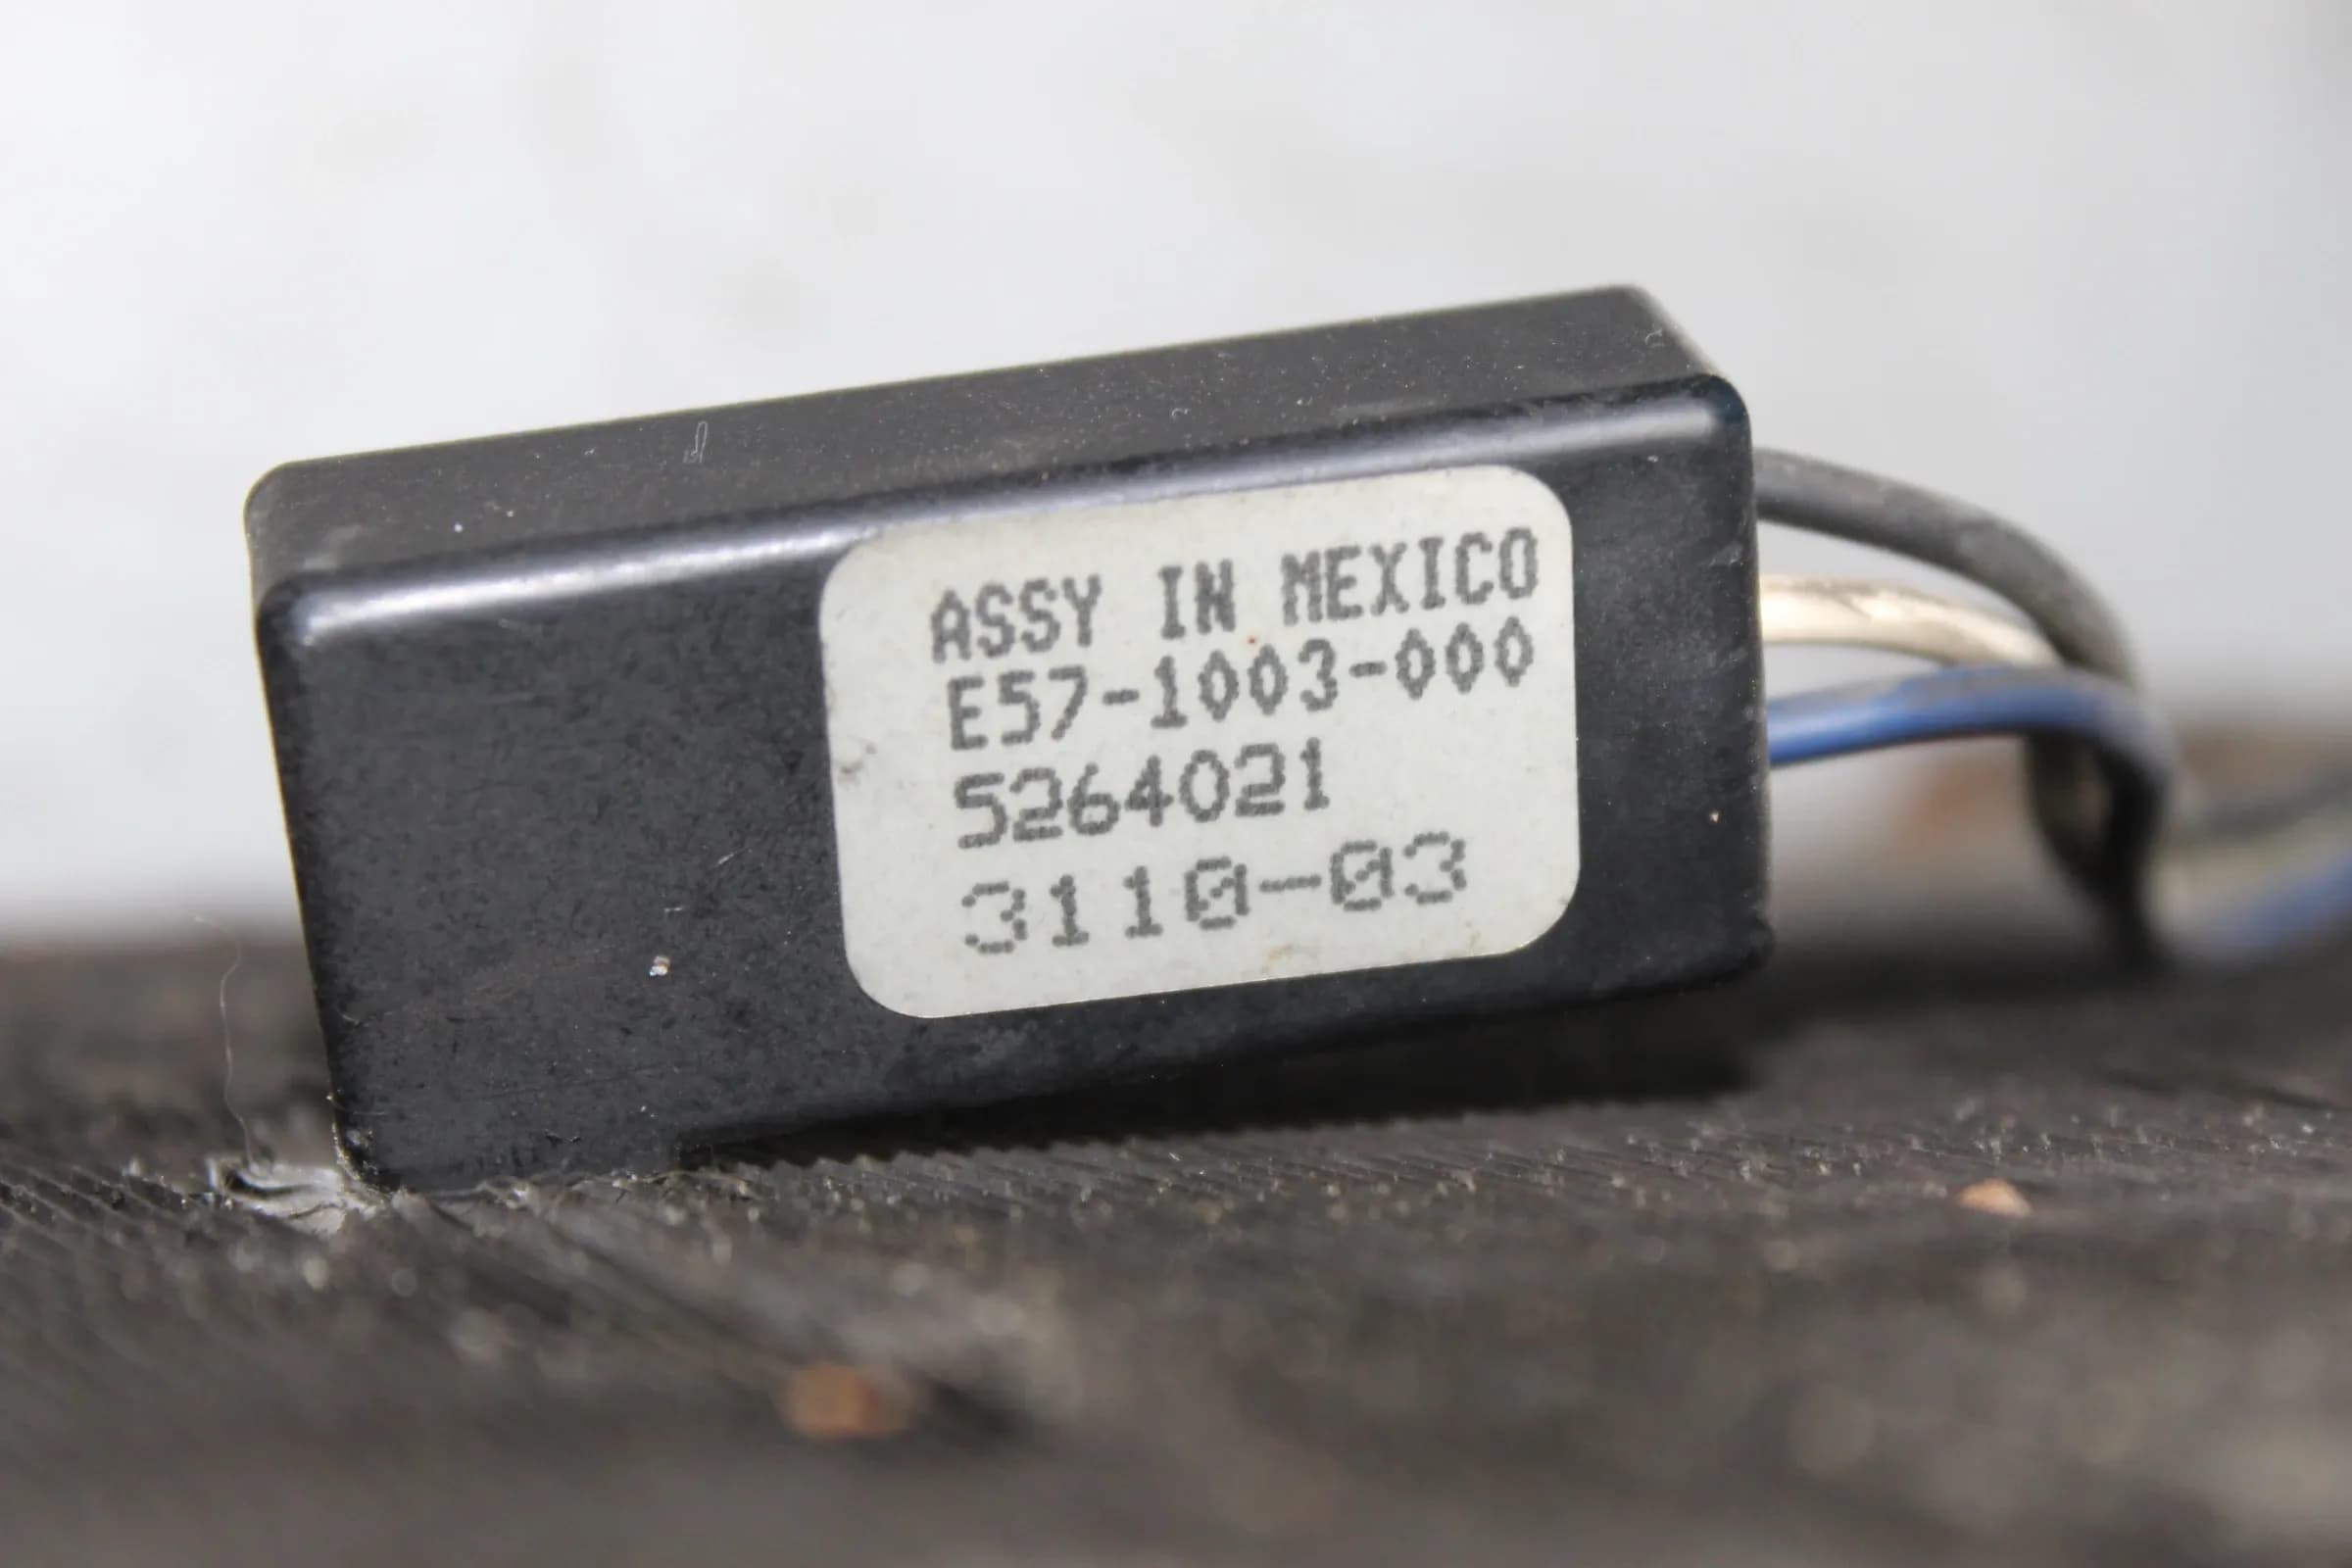 ASSY IN MEXICO
E57-1003-000
5264021
3110-03